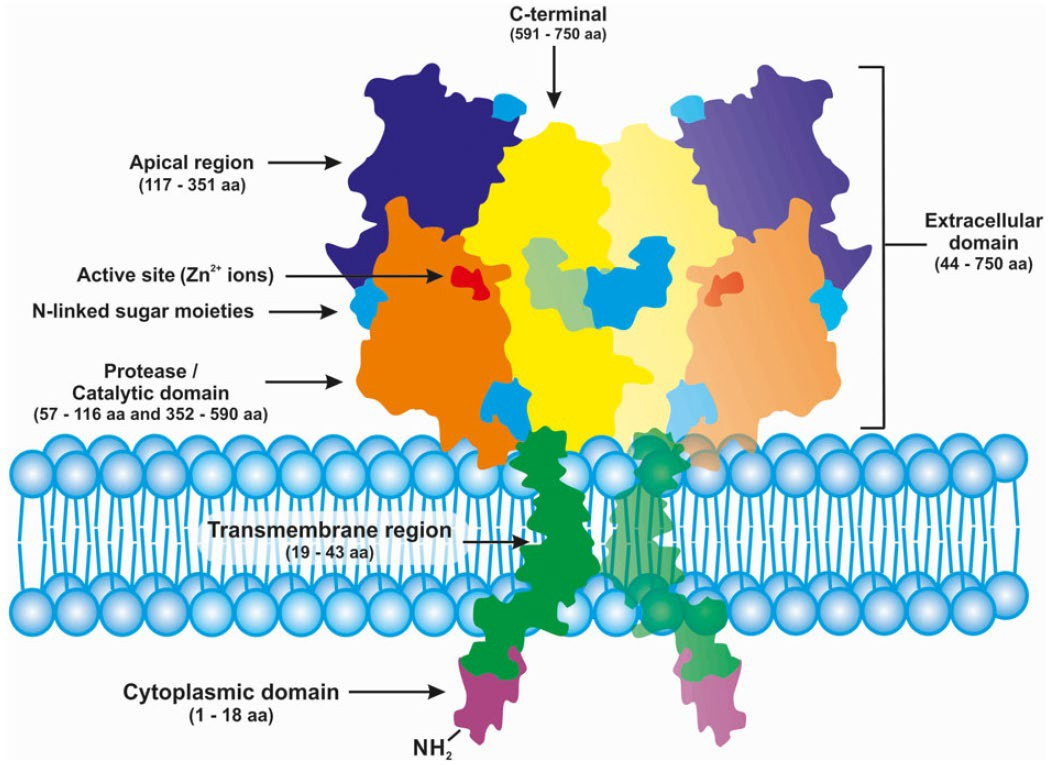 C-terminal
(591 - 750 aa)
Apical region
(117 - 351 aa)
Extracellular
domain
(44 - 750 aa)
Active site (Zn²⁺ ions)
N-linked sugar moieties
Protease /
Catalytic domain
(57 - 116 aa and 352 - 590 aa)
Transmembrane region
(19 - 43 aa)
Cytoplasmic domain
(1 - 18 aa)
NH₂